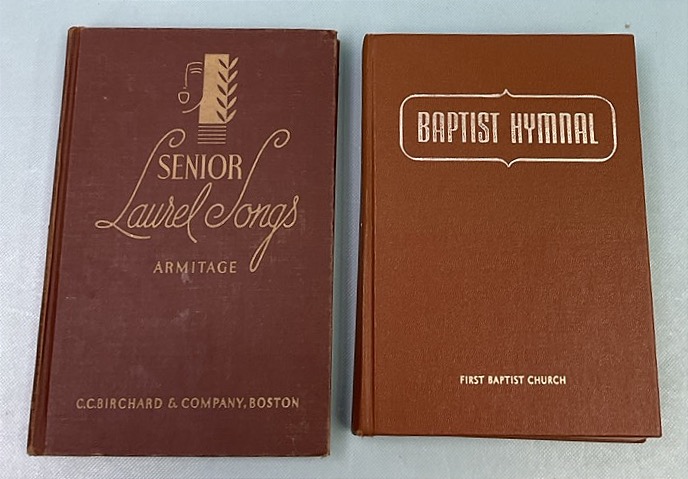 SENIOR
Laurel Songs
ARMITAGE
C.C.BIRCHARD & COMPANY, BOSTON
BAPTIST HYMNAL
FIRST BAPTIST CHURCH